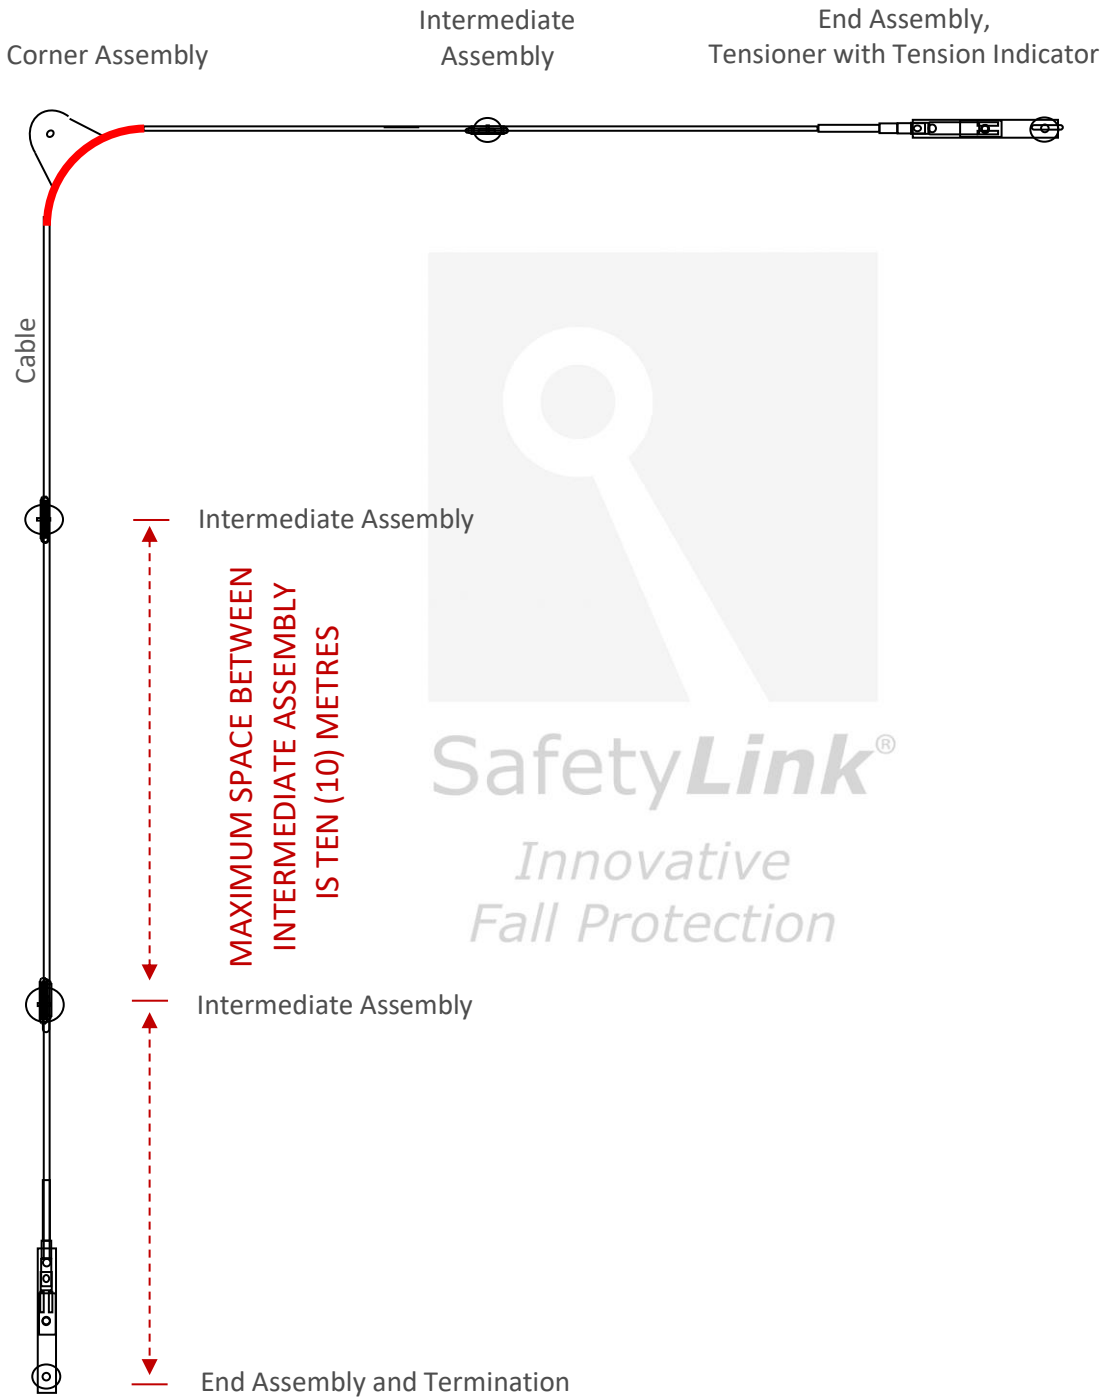 Corner Assembly
Intermediate
Assembly
End Assembly,
Tensioner with Tension Indicator
Cable
Intermediate Assembly
MAXIMUM SPACE BETWEEN
INTERMEDIATE ASSEMBLY
IS TEN (10) METRES
SafetyLink®
Innovative
Fall Protection
Intermediate Assembly
End Assembly and Termination